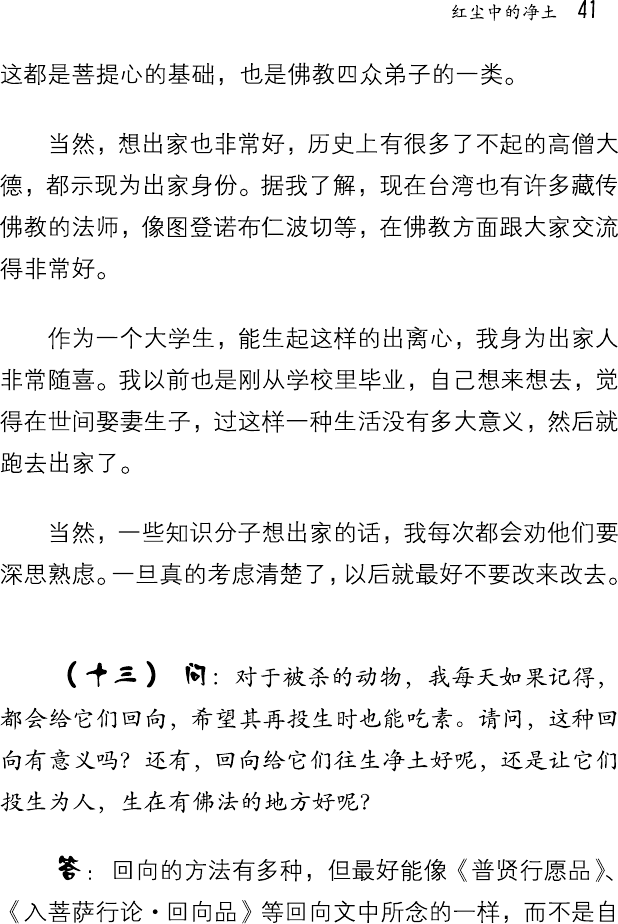 红尘中的净土 41
这都是菩提心的基础，也是佛教四众弟子的一类。
当然，想出家也非常好，历史上有很多了不起的高僧大
德，都示现为出家身份。据我了解，现在台湾也有许多藏传
佛教的法师，像图登诺布仁波切等，在佛教方面跟大家交流
得非常好。
作为一个大学生，能生起这样的出离心，我身为出家人
非常随喜。我以前也是刚从学校里毕业，自己想来想去，觉
得在世间娶妻生子，过这样一种生活没有多大意义，然后就
跑去出家了。
当然，一些知识分子想出家的话，我每次都会劝他们要
深思熟虑。一旦真的考虑清楚了，以后就最好不要改来改去。
（十三） 问：对于被杀的动物，我每天如果记得，
都会给它们回向，希望其再投生时也能吃素。请问，这种回
向有意义吗？还有，回向给它们往生净土好呢，还是让它们
投生为人，生在有佛法的地方好呢？
答：回向的方法有多种，但最好能像《普贤行愿品》、
《入菩萨行论·回向品》等回向文中所念的一样，而不是自